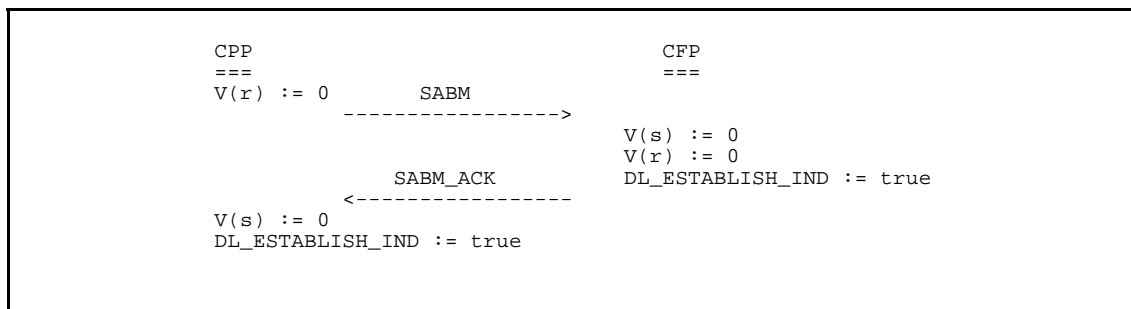 CPP CFP
=== ===
V(r) := 0 SABM
----------------->
V(s) := 0
V(r) := 0
SABM_ACK DL_ESTABLISH_IND := true
<-----------------
V(s) := 0
DL_ESTABLISH_IND := true